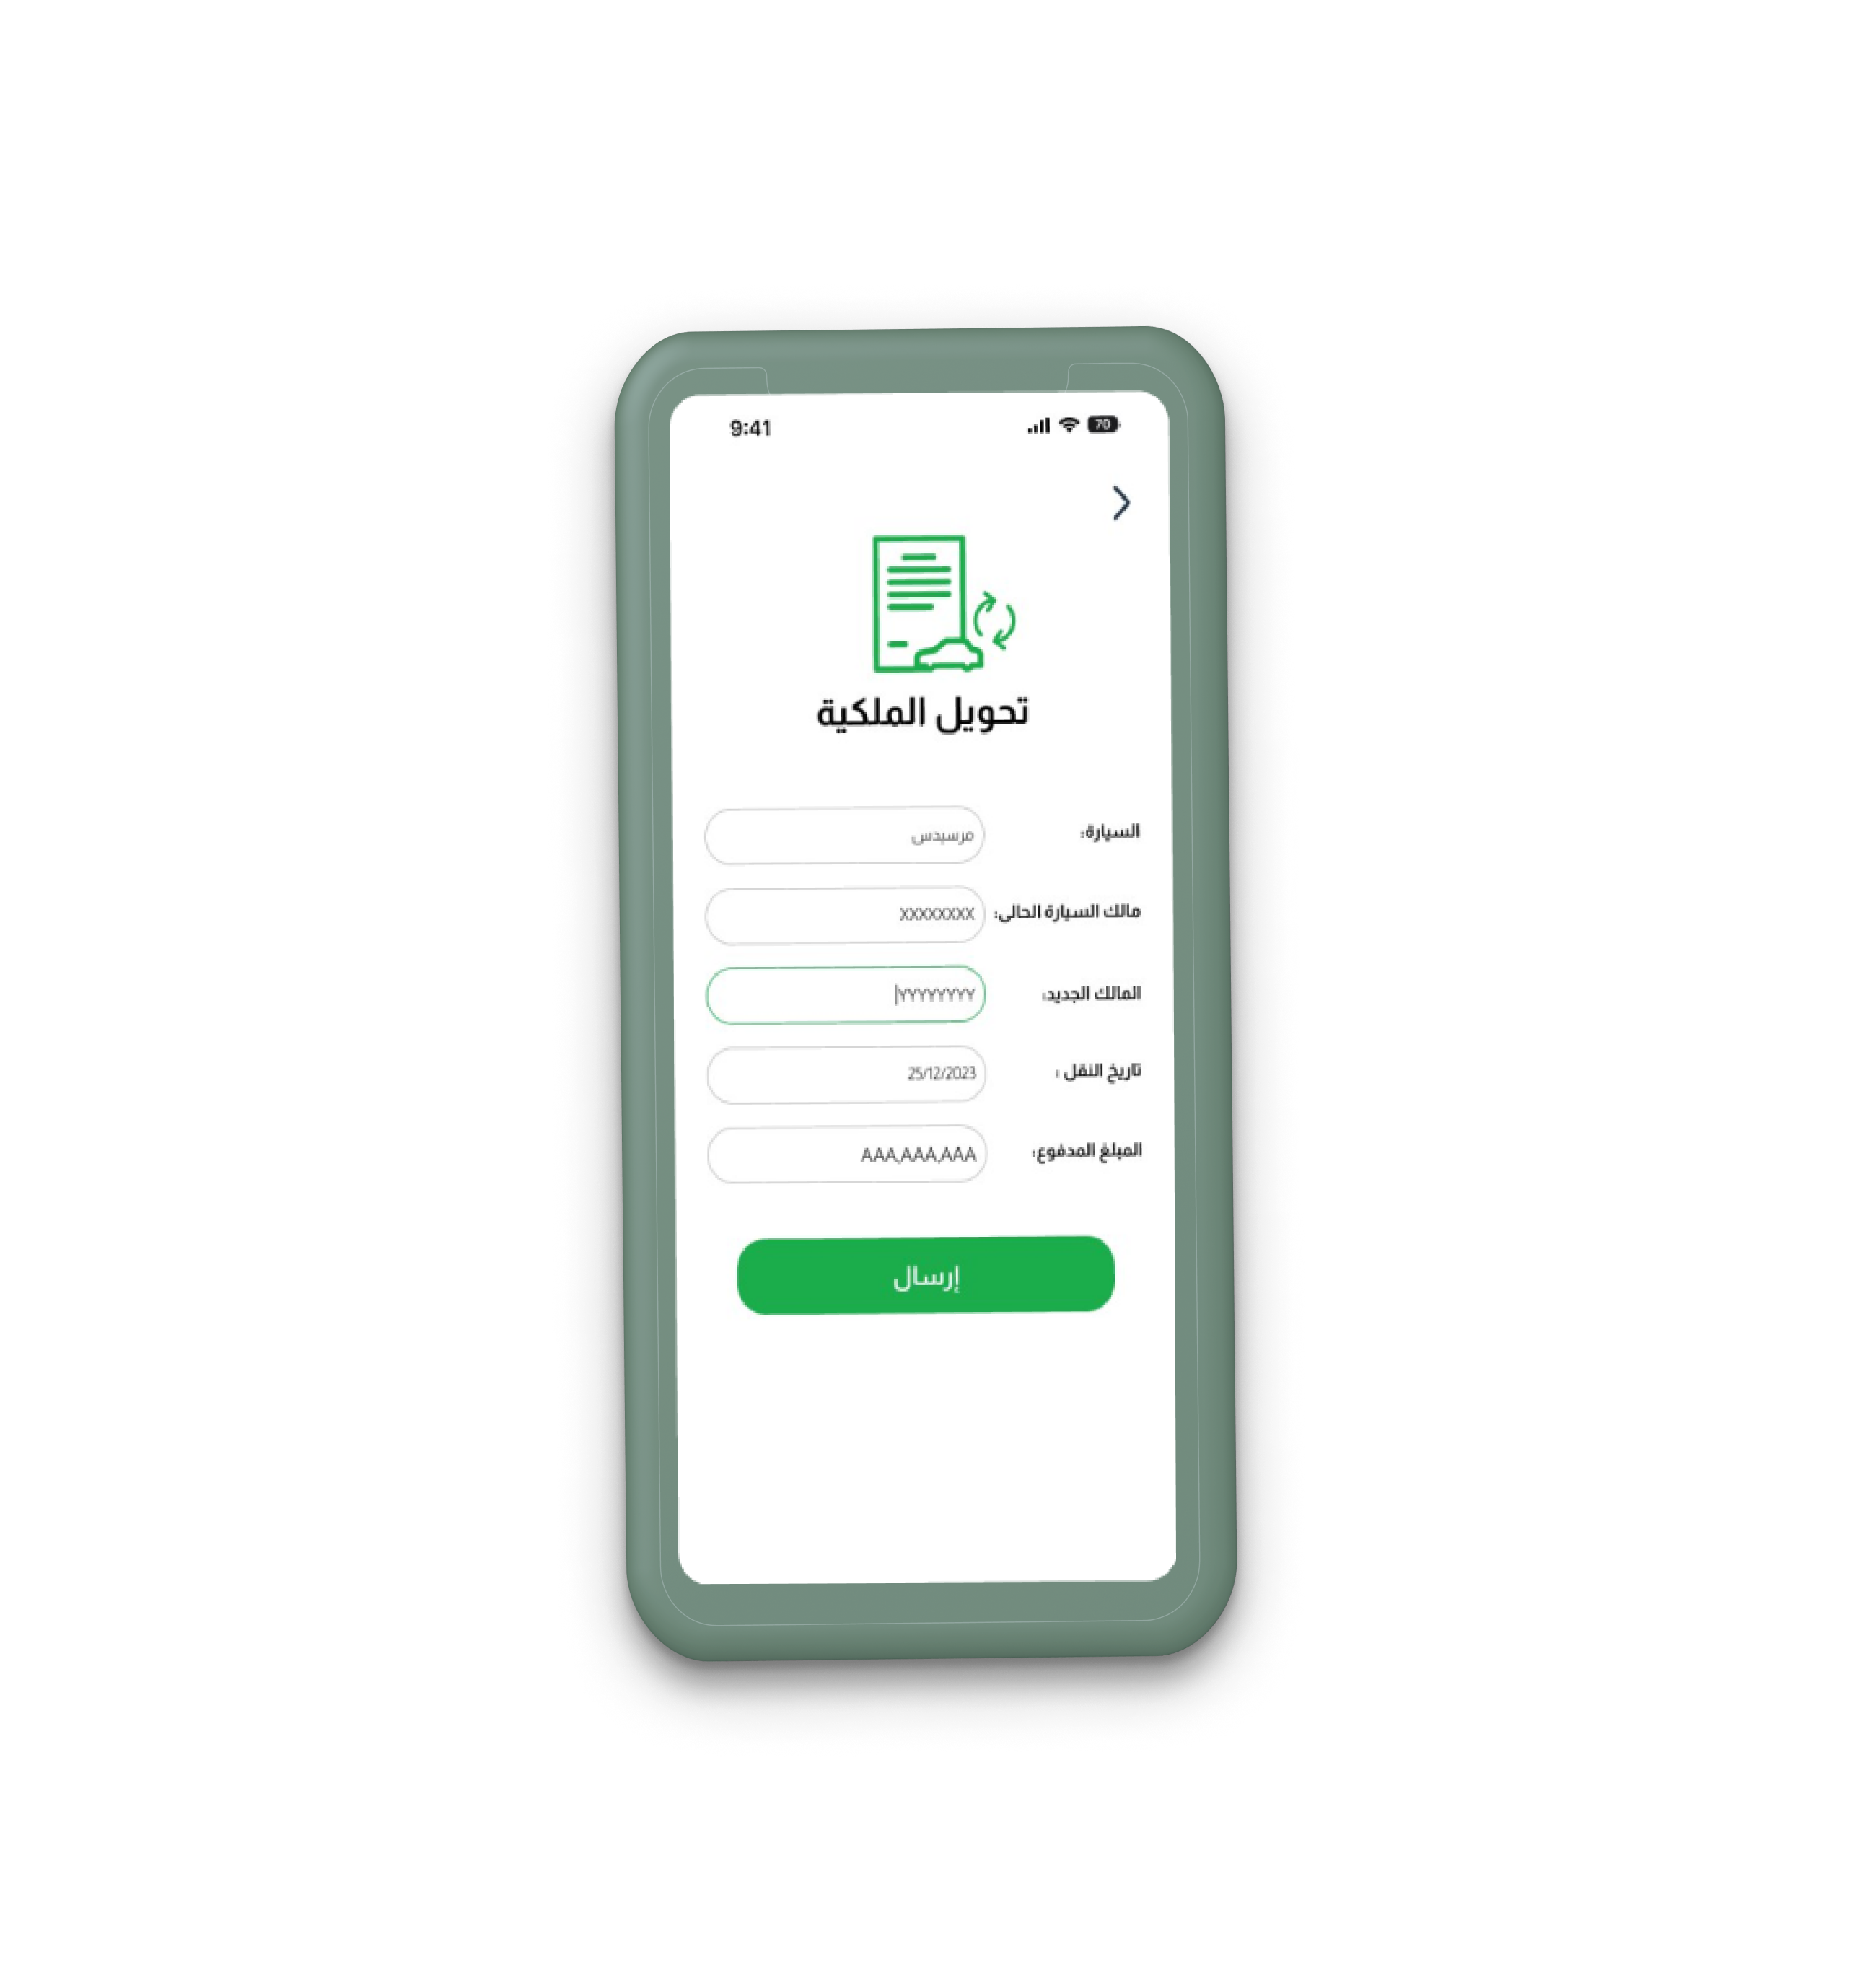 9:41
70
تحويل الملكية
السيارة: مرسيدس
مالك السيارة الحالى: XXXXXXXX
المالك الجديد: YYYYYYYY
تاريخ النقل : 25/12/2023
المبلغ المدفوع: AAA,AAA,AAA
إرسال